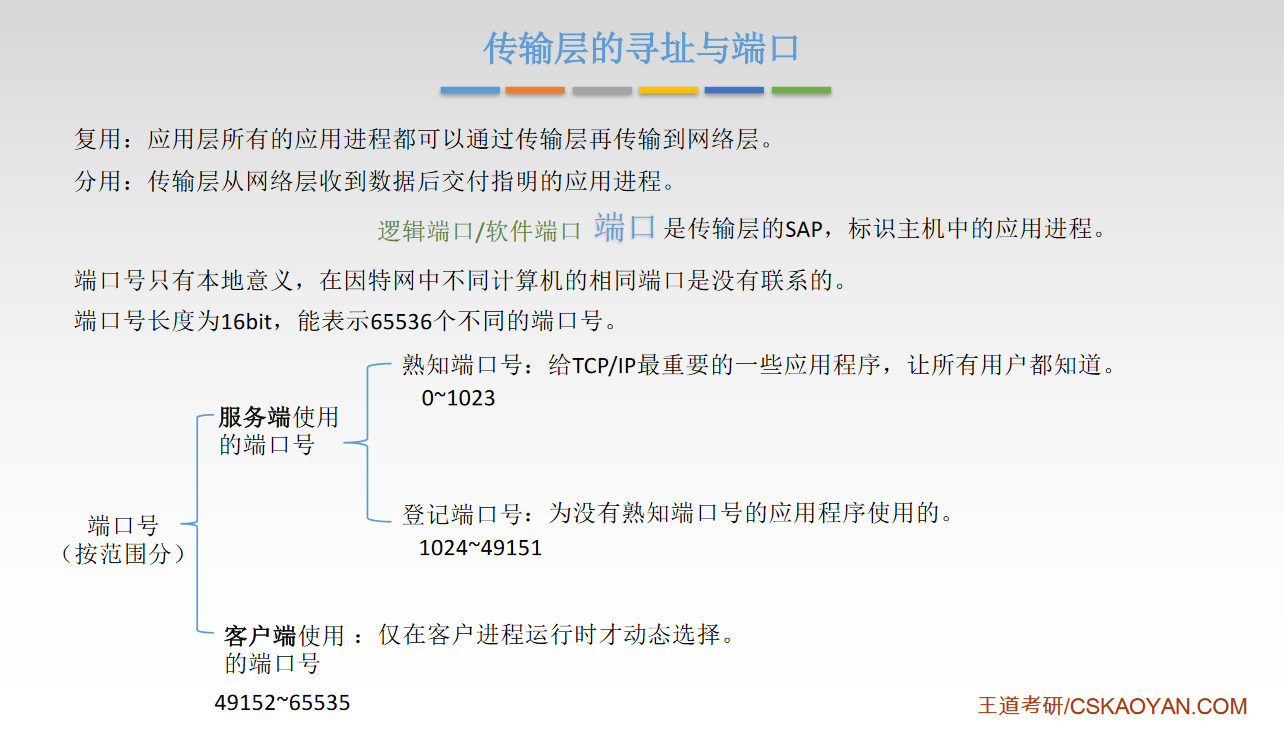 传输层的寻址与端口
复用：应用层所有的应用进程都可以通过传输层再传输到网络层。
分用：传输层从网络层收到数据后交付指明的应用进程。
逻辑端口/软件端口 端口 是传输层的SAP，标识主机中的应用进程。
端口号只有本地意义，在因特网中不同计算机的相同端口是没有联系的。
端口号长度为16bit，能表示65536个不同的端口号。
端口号
（按范围分）
服务端使用
的端口号
熟知端口号：给TCP/IP最重要的一些应用程序，让所有用户都知道。
0~1023
登记端口号：为没有熟知端口号的应用程序使用的。
1024~49151
客户端使用：仅在客户进程运行时才动态选择。
的端口号
49152~65535
王道考研/CSKAOYAN.COM